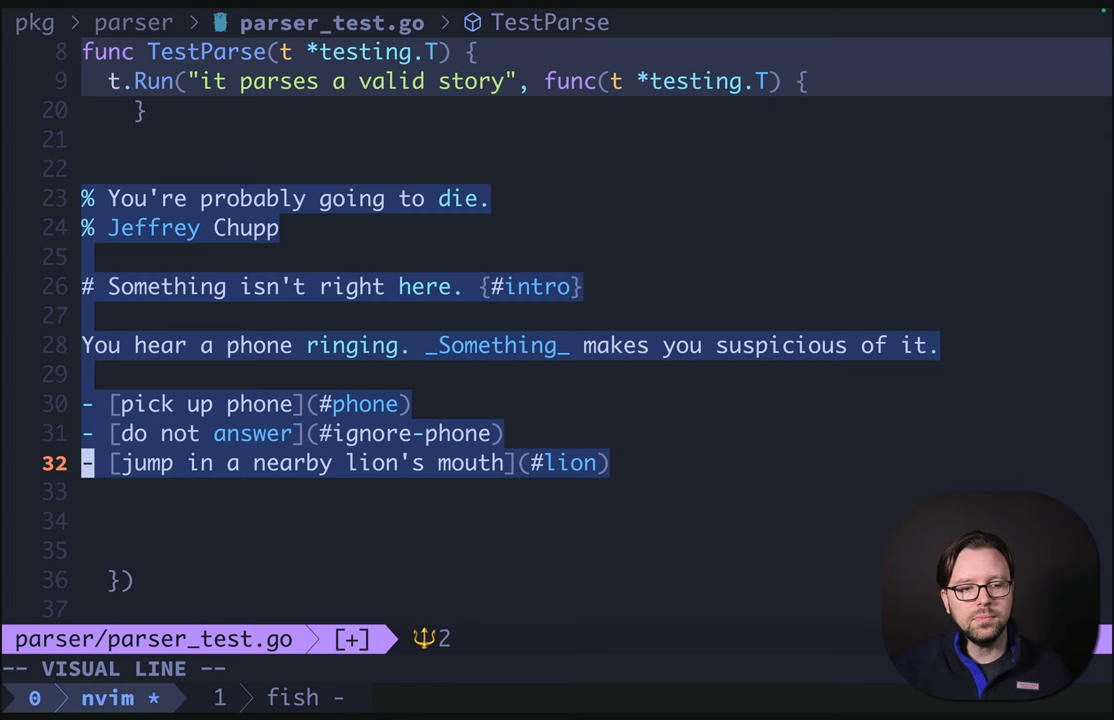 pkg > parser > parser_test.go > TestParse
8 func TestParse(t *testing.T) {
9 t.Run("it parses a valid story", func(t *testing.T) {
20 }
21
22
23 % You're probably going to die.
24 % Jeffrey Chupp
25
26 # Something isn't right here. {#intro}
27
28 You hear a phone ringing. _Something_ makes you suspicious of it.
29
30 - [pick up phone](#phone)
31 - [do not answer](#ignore-phone)
32 - [jump in a nearby lion's mouth](#lion)
33
34
35
36 })
37
parser/parser_test.go > [+] 2
-- VISUAL LINE --
0 > nvim * 1 > fish -